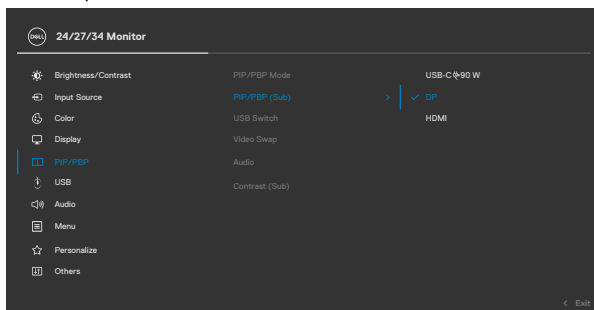 DELL 24/27/34 Monitor
Brightness/Contrast PIP/PBP Mode USB-C 90 W
Input Source PIP/PBP (Sub) > DP
Color USB Switch HDMI
Display Video Swap
PIP/PBP Audio
USB Contrast (Sub)
Audio
Menu
Personalize
Others
< Exit